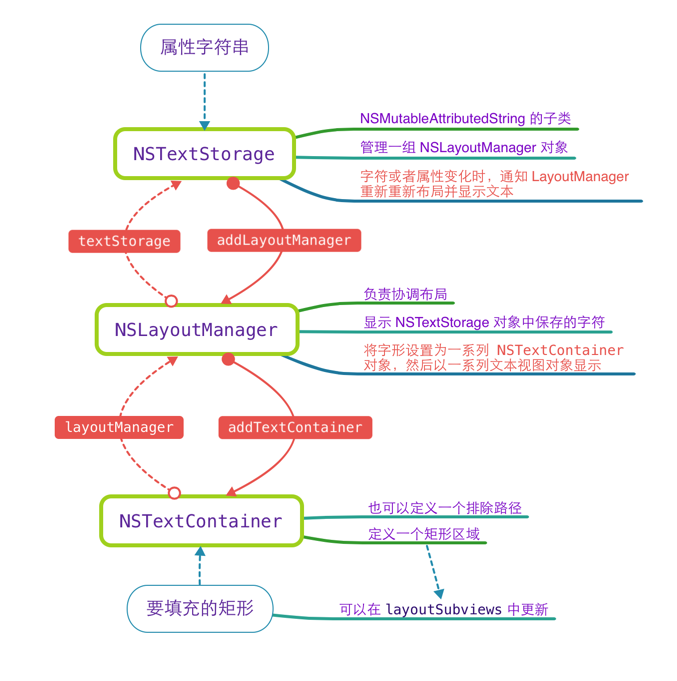 属性字符串
NSTextStorage
NSMutableAttributedString 的子类
管理一组 NSLayoutManager 对象
字符或者属性变化时，通知 LayoutManager
重新重新布局并显示文本
textStorage
addLayoutManager
NSLayoutManager
负责协调布局
显示 NSTextStorage 对象中保存的字符
将字形设置为一系列 NSTextContainer
对象，然后以一系列文本视图对象显示
layoutManager
addTextContainer
NSTextContainer
也可以定义一个排除路径
定义一个矩形区域
要填充的矩形
可以在 layoutSubviews 中更新